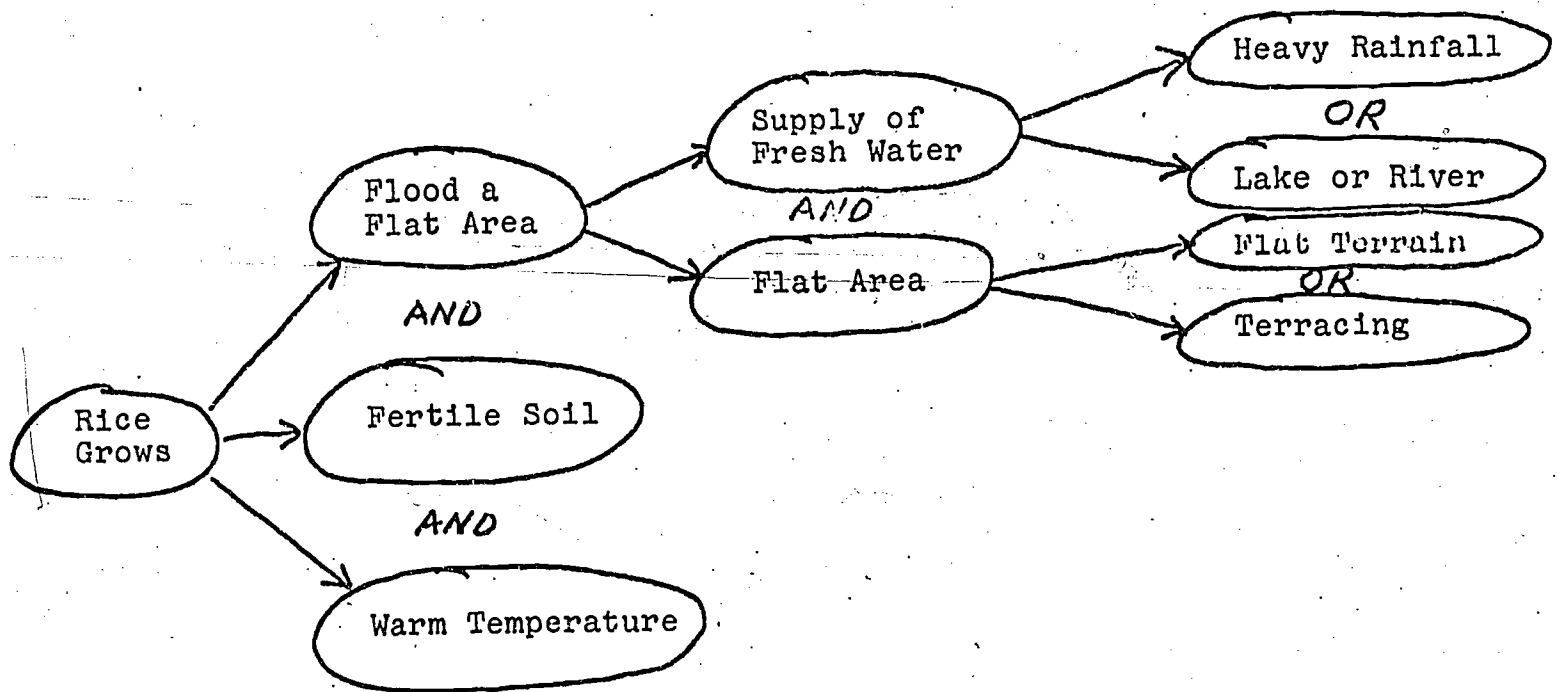 Heavy Rainfall
OR
Supply of
Fresh Water
Lake or River
AND
Flood a
Flat Area
Flat Terrain
OR
Flat Area
Terracing
AND
Rice
Grows
Fertile Soil
AND
Warm Temperature